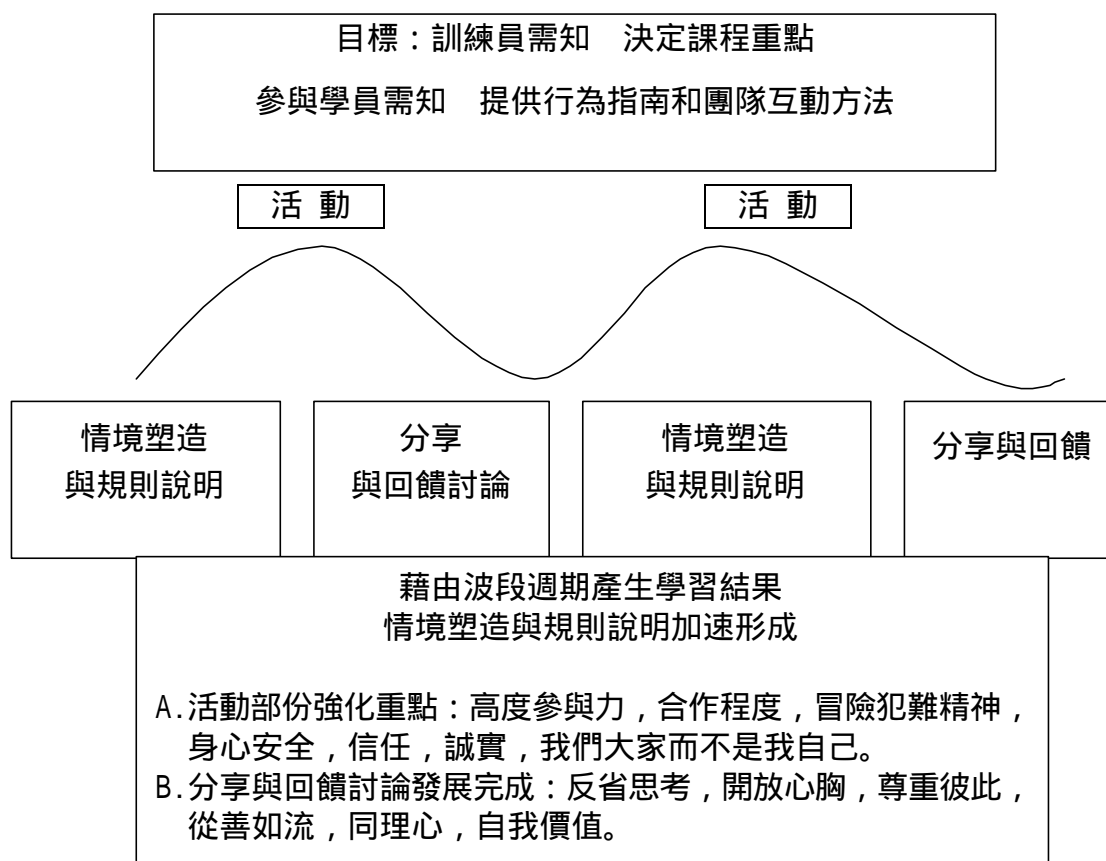 目標：訓練員需知　決定課程重點
參與學員需知　提供行為指南和團隊互動方法
活 動
活 動
情境塑造
與規則說明
分享
與回饋討論
情境塑造
與規則說明
分享與回饋
藉由波段週期產生學習結果
情境塑造與規則說明加速形成
A.活動部份強化重點：高度參與力，合作程度，冒險犯難精神，
身心安全，信任，誠實，我們大家而不是我自己。
B.分享與回饋討論發展完成：反省思考，開放心胸，尊重彼此，
從善如流，同理心，自我價值。